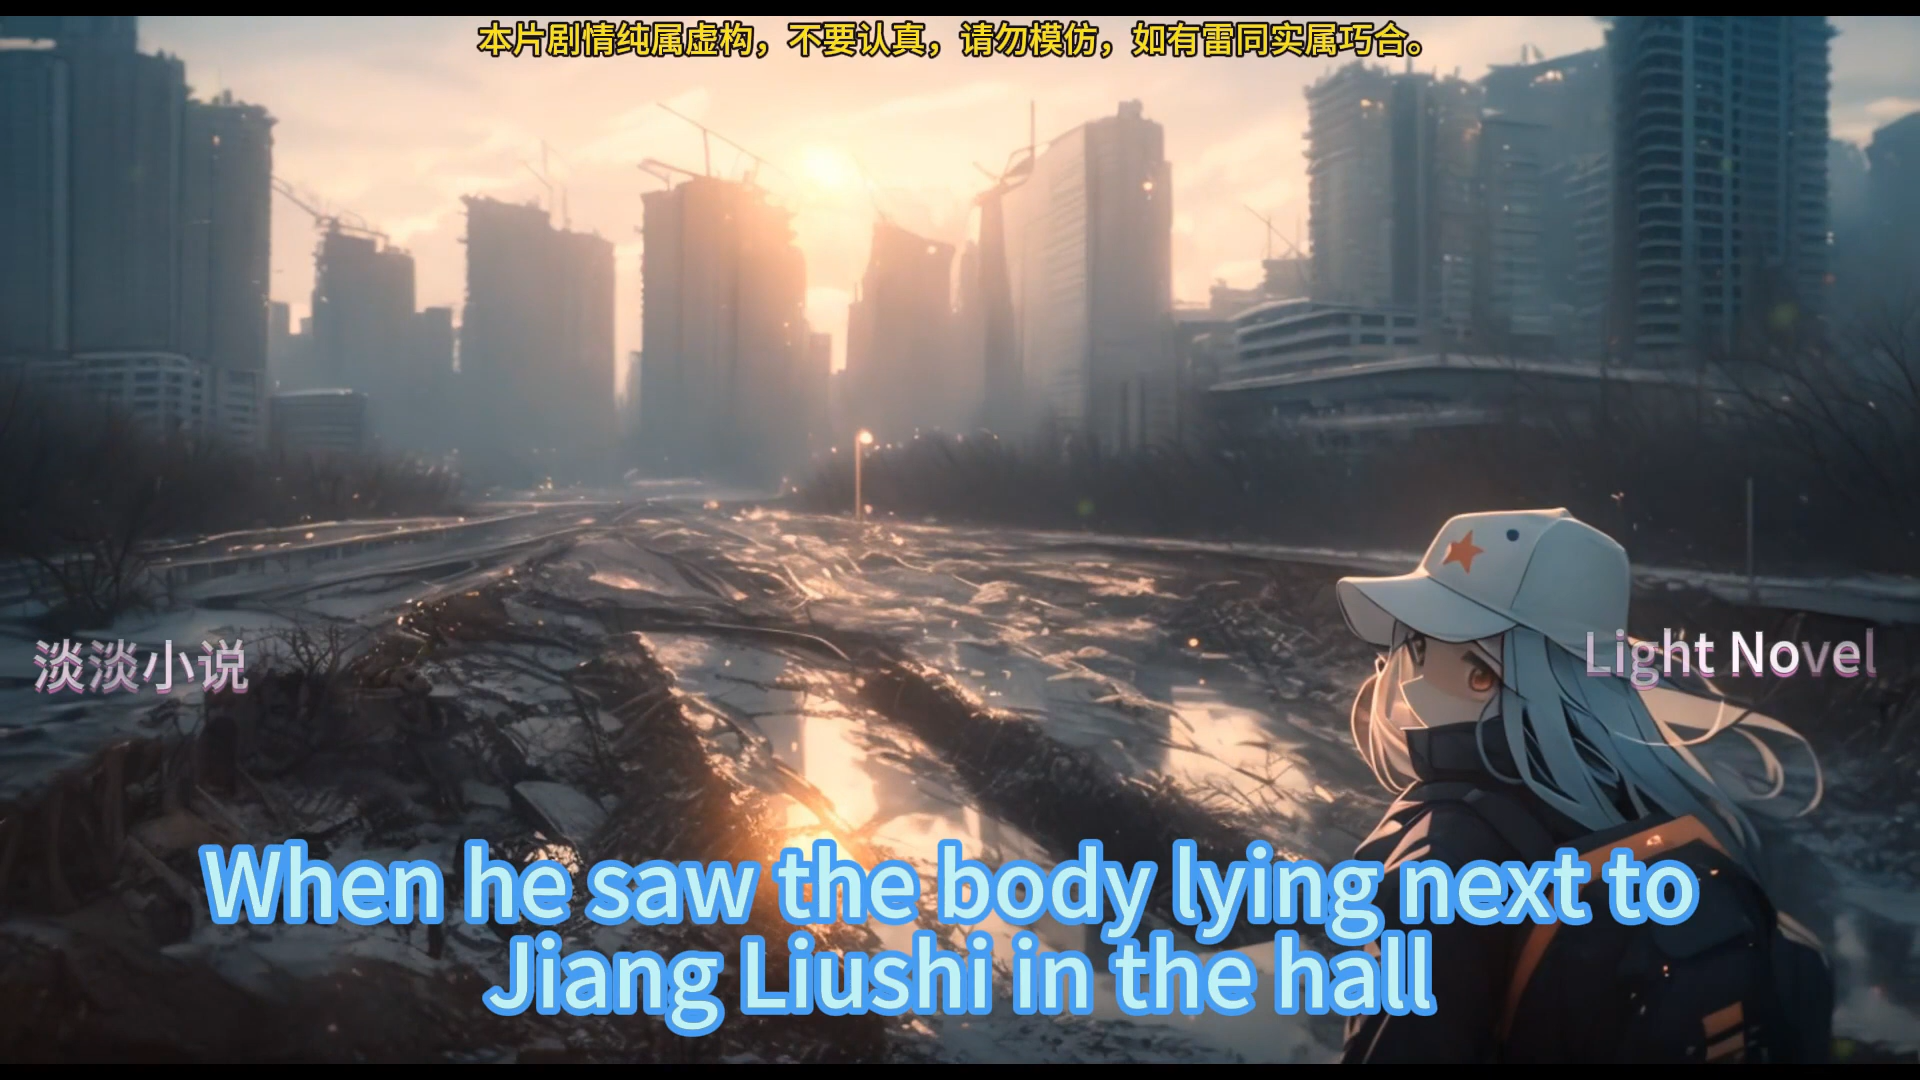 本片剧情纯属虚构，不要认真，请勿模仿，如有雷同实属巧合。
淡淡小说
Light Novel
When he saw the body lying next to
Jiang Liushi in the hall